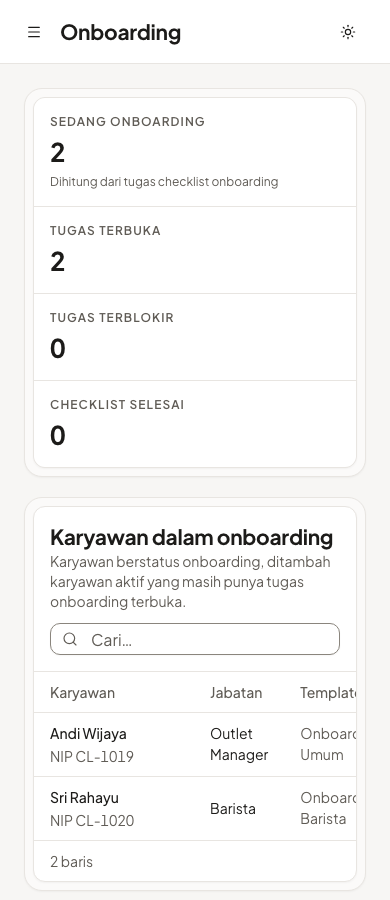 Onboarding
SEDANG ONBOARDING
2
Dihitung dari tugas checklist onboarding
TUGAS TERBUKA
2
TUGAS TERBLOKIR
0
CHECKLIST SELESAI
0
Karyawan dalam onboarding
Karyawan berstatus onboarding, ditambah
karyawan aktif yang masih punya tugas
onboarding terbuka.
Cari...
Karyawan Jabatan
Andi Wijaya Outlet
NIP CL-1019 Manager Umum
Sri Rahayu
NIP CL-1020 Barista Barista
2 baris